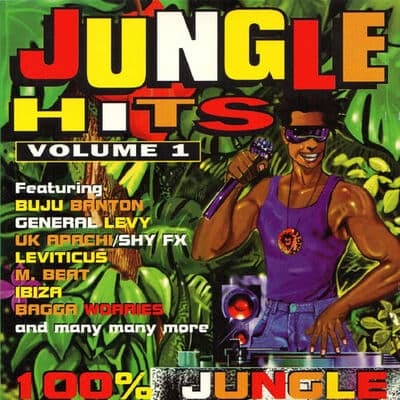 JUNGLE
HiTS
VOLUME 1
Featuring
BUJU BANTON
GENERAL LEVY
UK APACHI/SHY FX
LEVITICUS
M. BEAT
IBIZA
BAGGA WORRIES
and many many more
100% JUNGLE